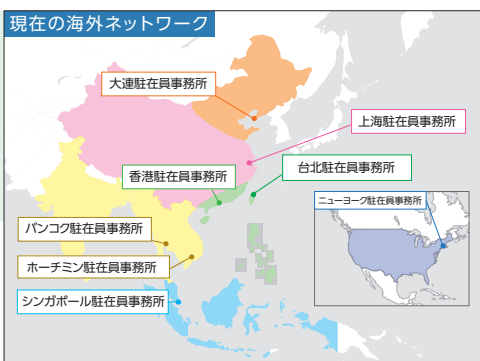 現在の海外ネットワーク
大連駐在員事務所
上海駐在員事務所
台北駐在員事務所
香港駐在員事務所
ニューヨーク駐在員事務所
バンコク駐在員事務所
ホーチミン駐在員事務所
シンガポール駐在員事務所